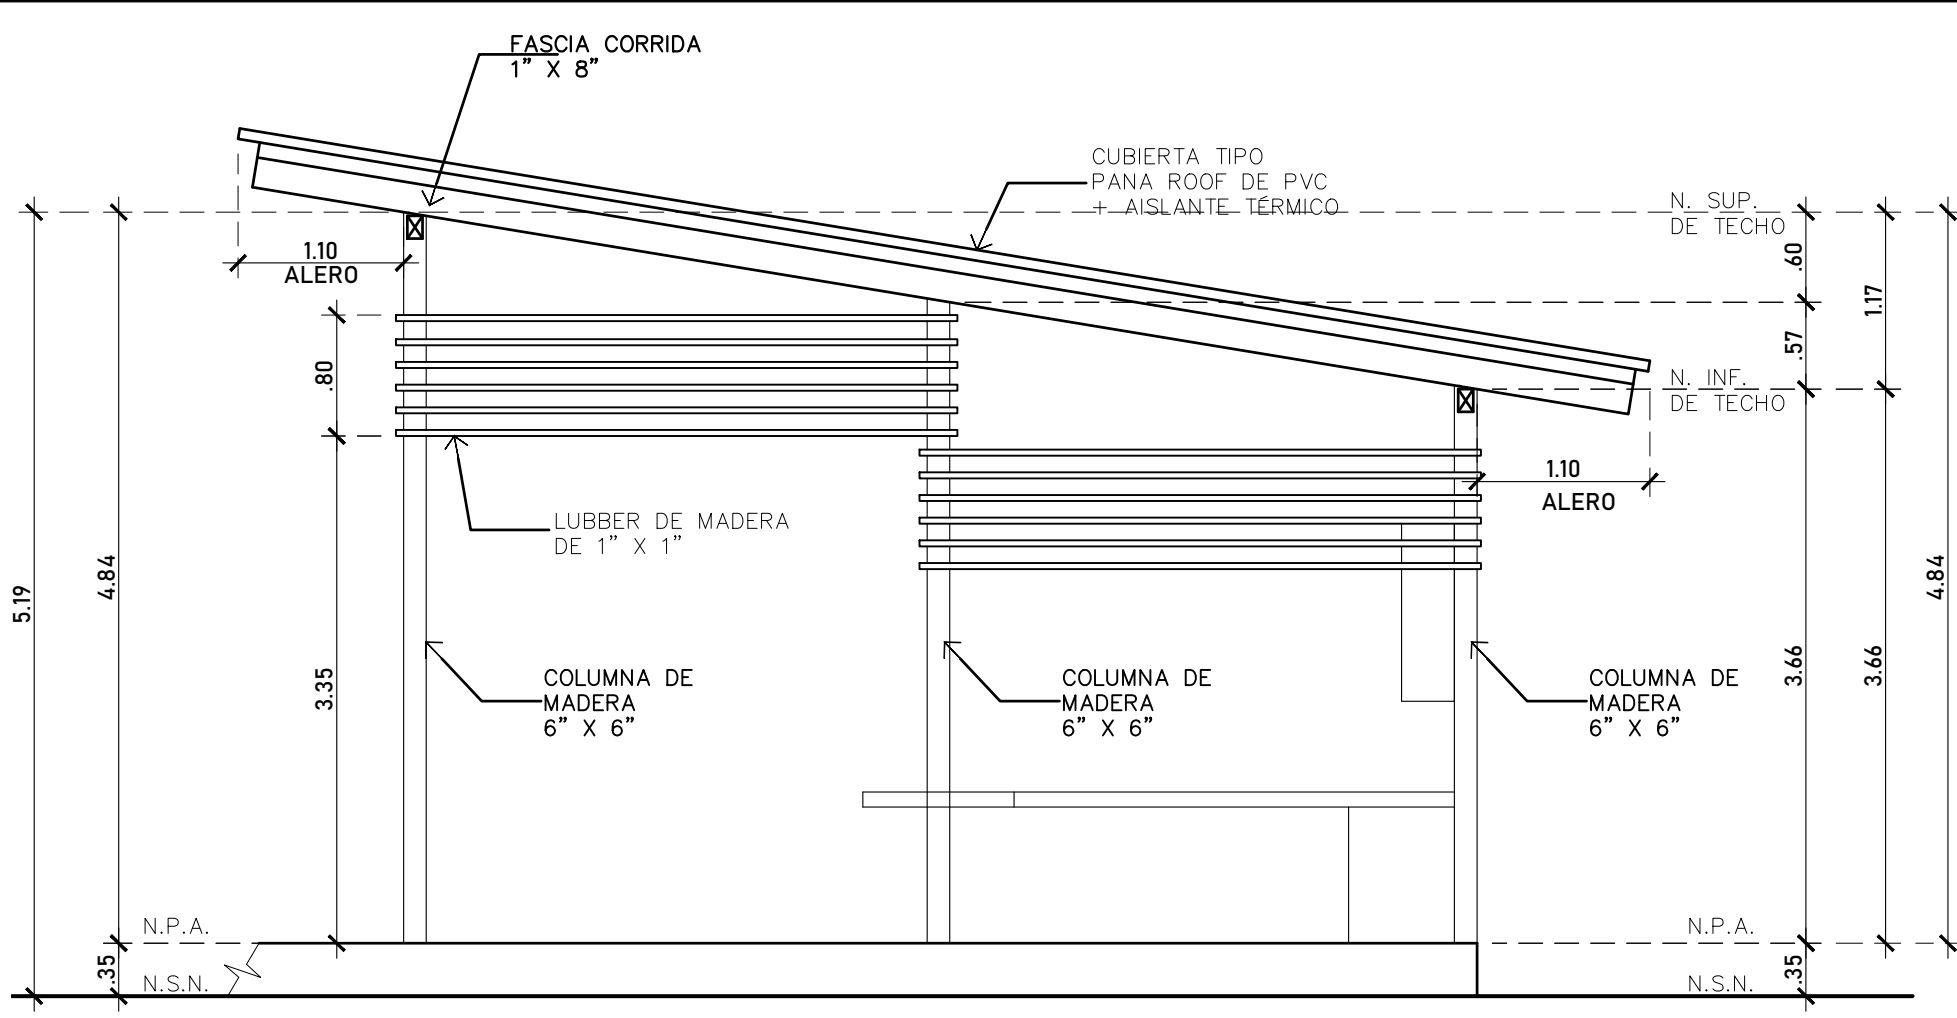 FASCIA CORRIDA
1" X 8"
CUBIERTA TIPO
PANA ROOF DE PVC
+ AISLANTE TÉRMICO
N. SUP.
DE TECHO
1.10
ALERO
.60
1.17
.57
.80
N. INF.
DE TECHO
1.10
ALERO
LUBBER DE MADERA
DE 1" X 1"
5.19
4.84
4.84
3.35
3.66
3.66
COLUMNA DE
MADERA
6" X 6"
COLUMNA DE
MADERA
6" X 6"
COLUMNA DE
MADERA
6" X 6"
N.P.A.
N.P.A.
.35
.35
N.S.N.
N.S.N.